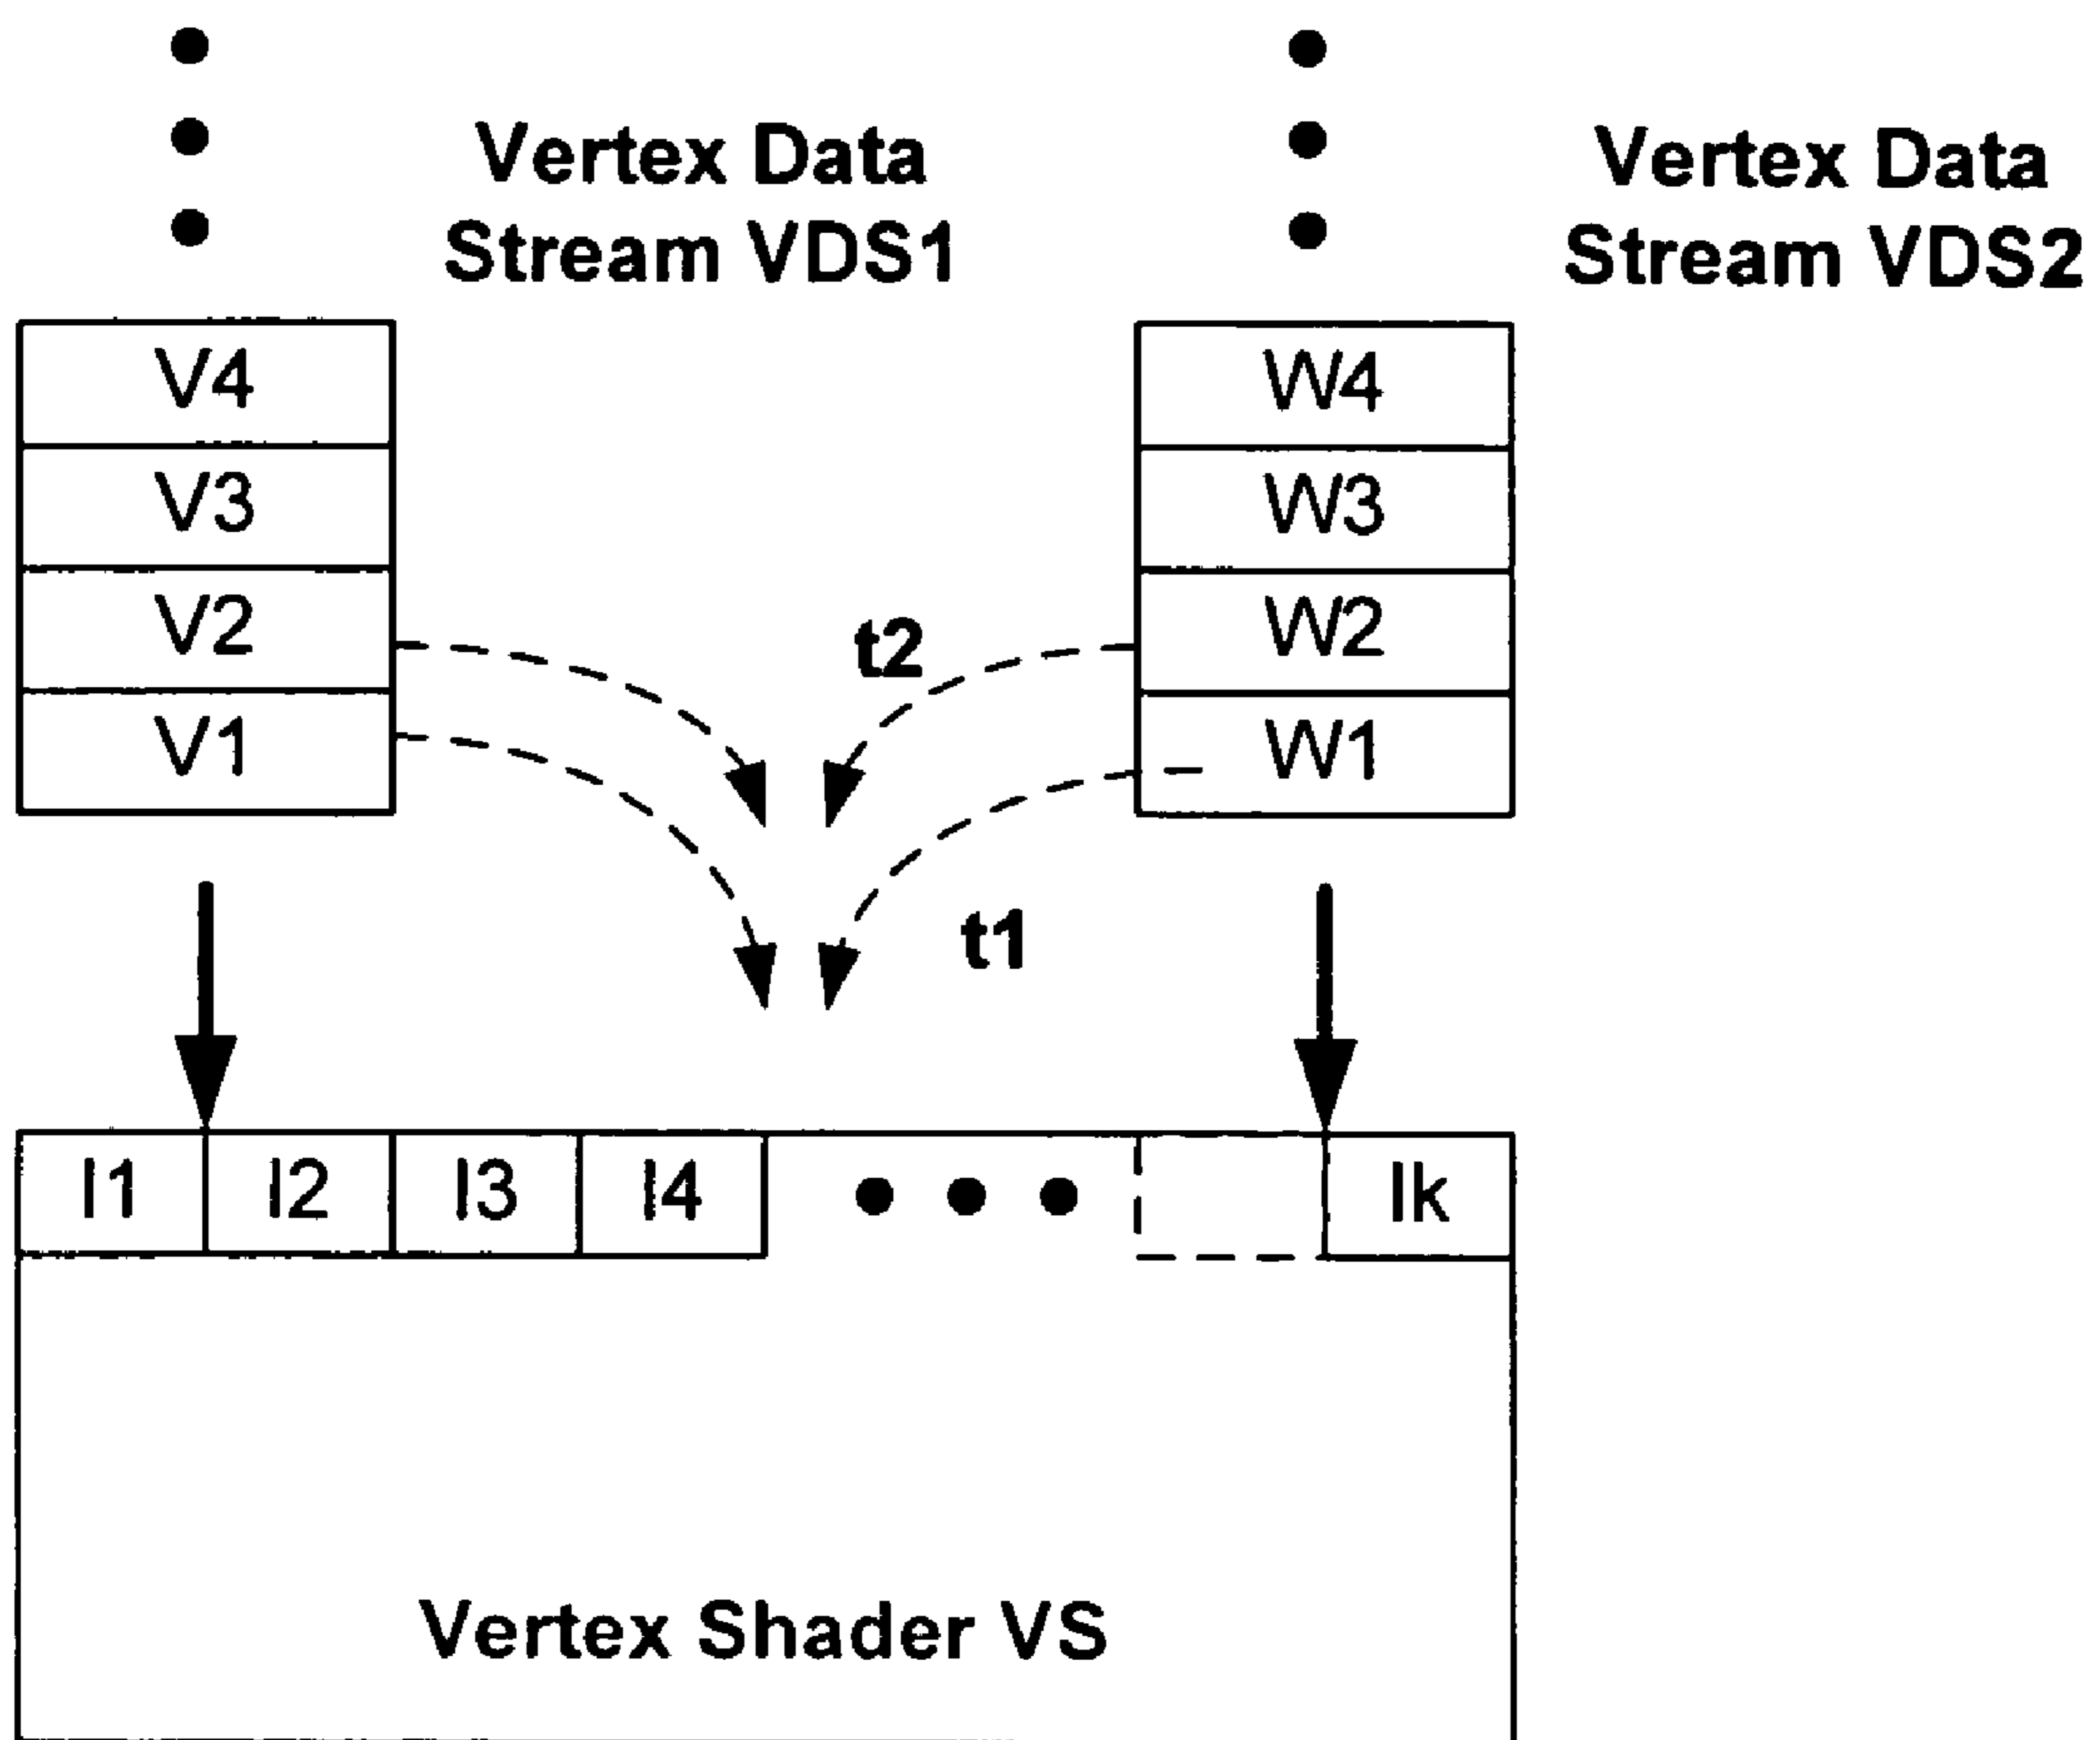 Vertex Data
Stream VDS1
Vertex Data
Stream VDS2
V4
W4
V3
W3
V2
t2
W2
V1
W1
t1
I1 I2 I3 I4 Ik
Vertex Shader VS